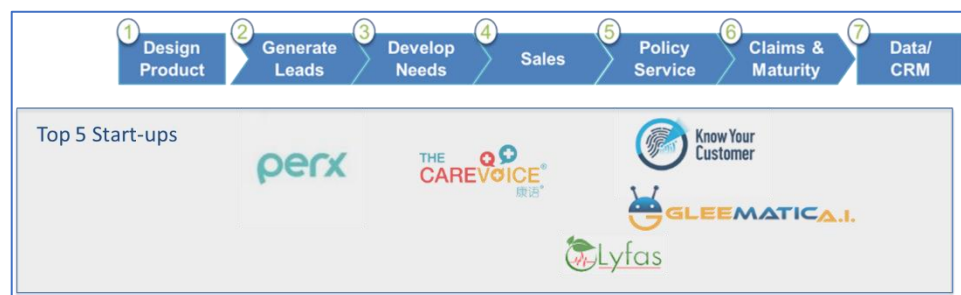 1
Design
Product
2
Generate
Leads
3
Develop
Needs
4
Sales
5
Policy
Service
6
Claims &
Maturity
7
Data/
CRM
Top 5 Start-ups
perx
THE
CAREVOICE®
康语®
Know Your
Customer
GLEEMATIC A.I.
Lyfas